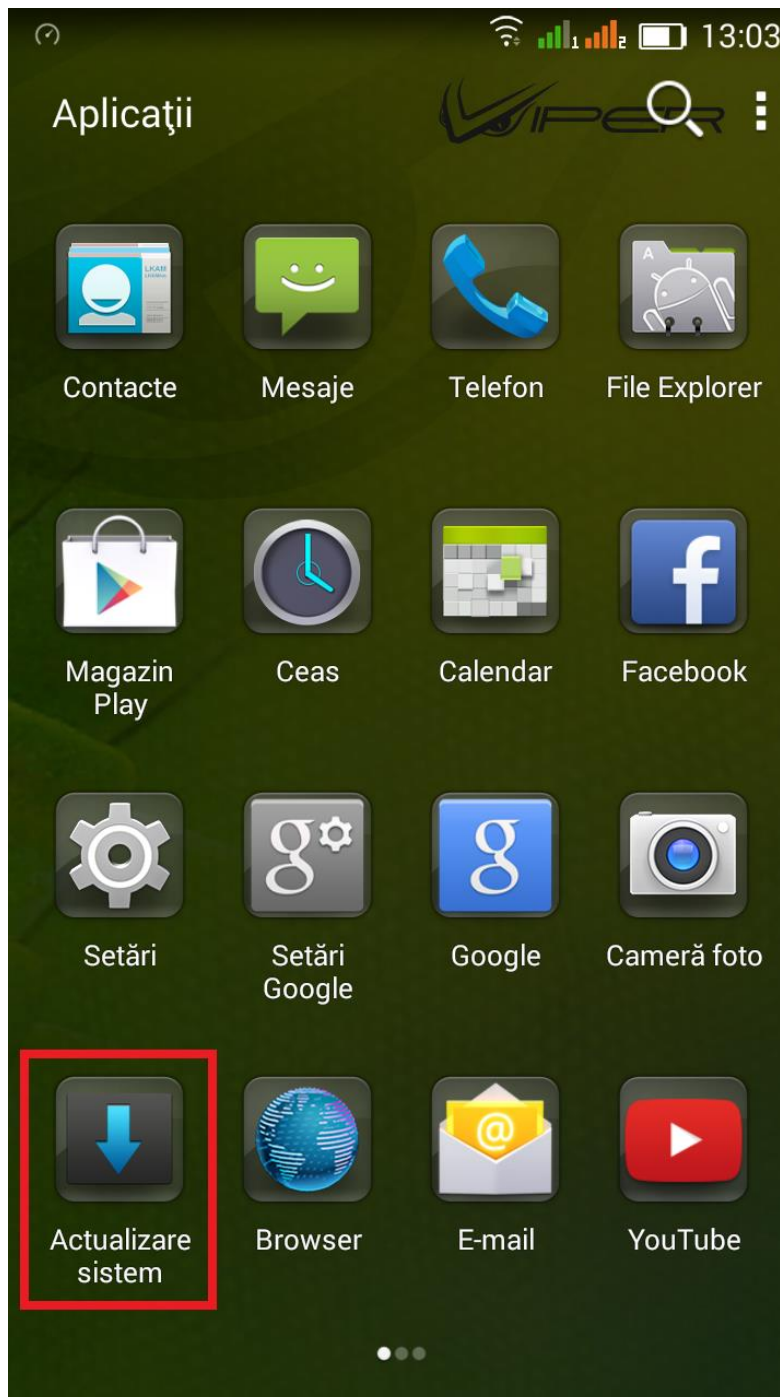 13:03
Aplicaţii
VIPER
Contacte
Mesaje
Telefon
File Explorer
Magazin
Play
Ceas
Calendar
Facebook
Setări
Setări
Google
Google
Cameră foto
Actualizare
sistem
Browser
E-mail
YouTube